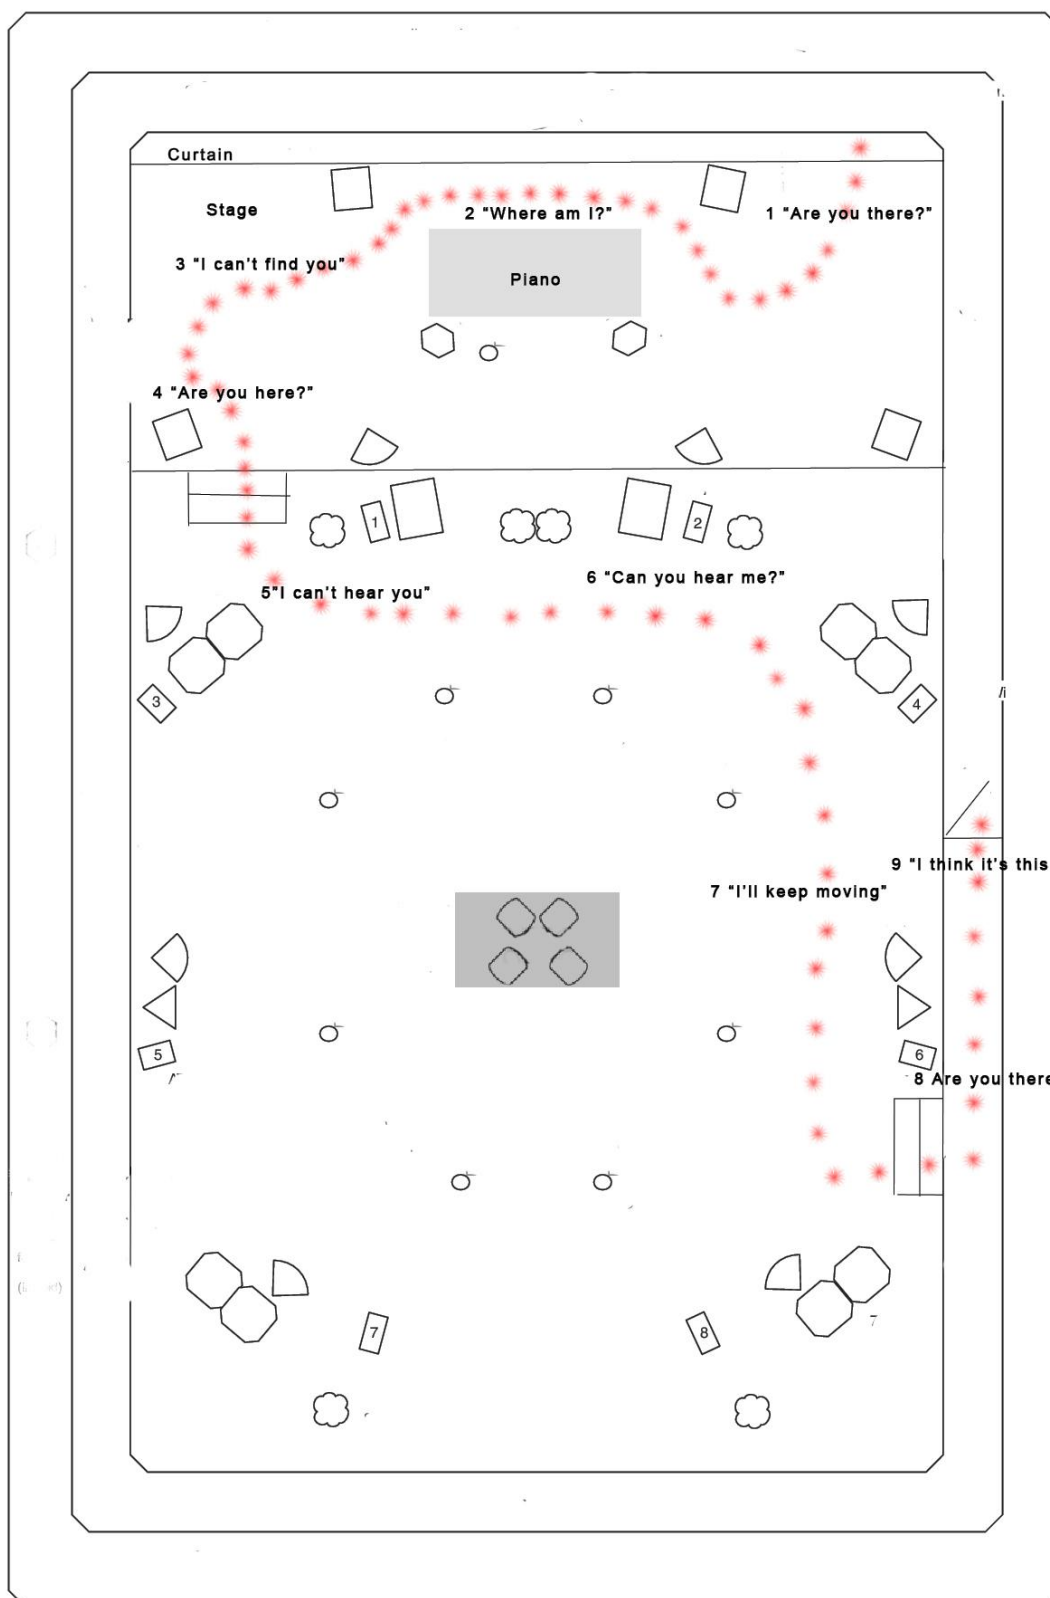 Curtain
Stage
2 "Where am I?"
1 "Are you there?"
3 "I can't find you"
Piano
4 "Are you here?"
1
2
6 "Can you hear me?"
5"I can't hear you"
3
4
9 "I think it's this
7 "I'll keep moving"
5
6
8 Are you there
7
8
7